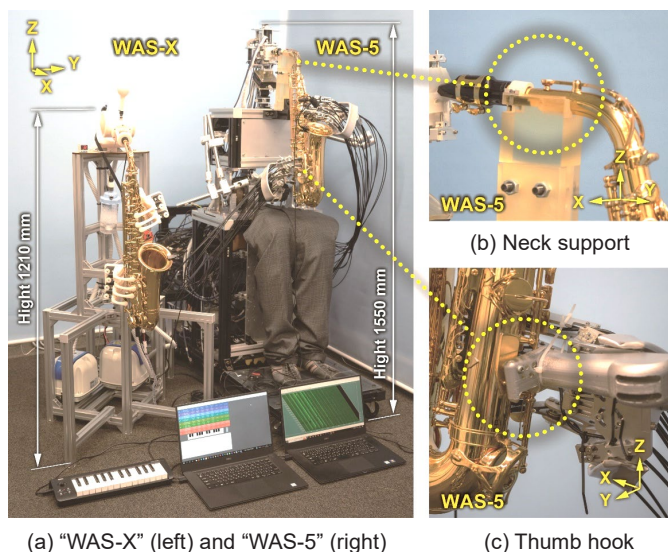 Z
Y
X
WAS-X
WAS-5
Hight 1210 mm
Hight 1550 mm
(a) “WAS-X” (left) and “WAS-5” (right)
Z
X
Y
WAS-5
(b) Neck support
Z
X
Y
WAS-5
(c) Thumb hook